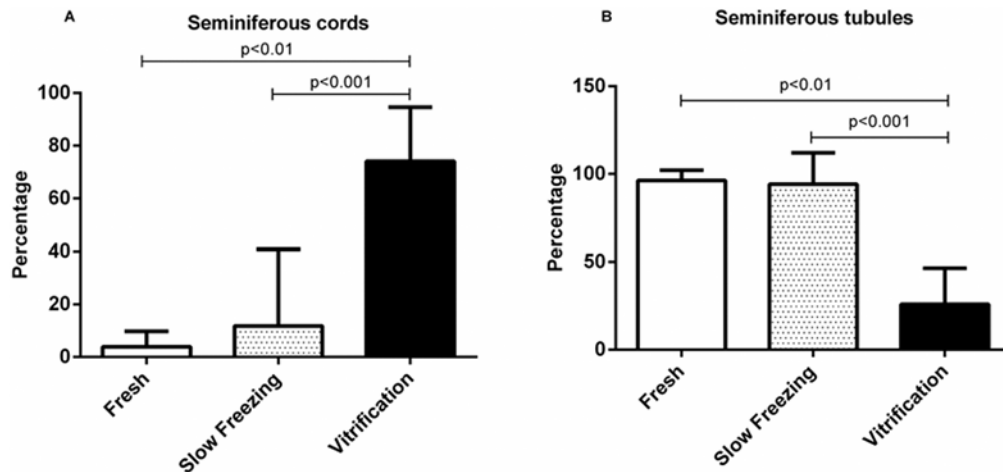 A
Seminiferous cords
p<0.01
p<0.001
100
80
60
40
20
0
Percentage
Fresh
Slow Freezing
Vitrification
B
Seminiferous tubules
p<0.01
p<0.001
150
100
50
0
Percentage
Fresh
Slow Freezing
Vitrification